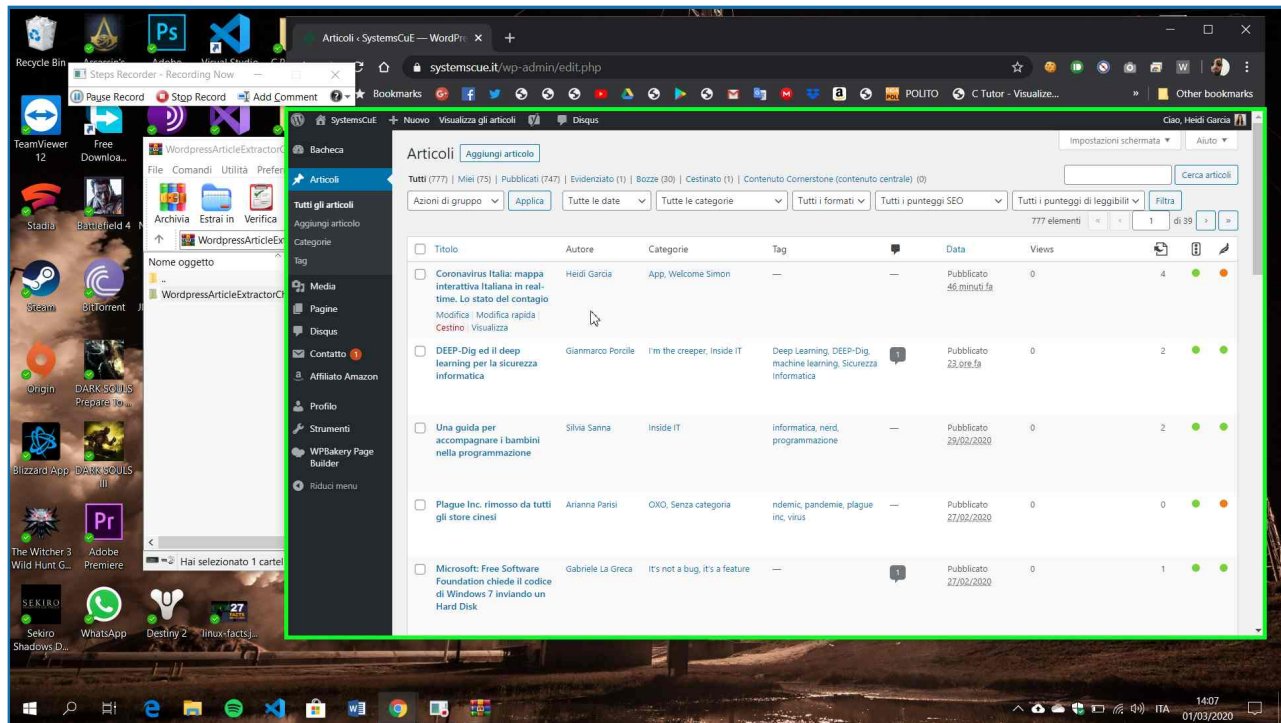 Recycle Bin
TeamViewer
12
Free
Downloa...
Stadia
Battlefield 4
Steam
BitTorrent
Origin
DARK SOULS
Prepare To ...
Blizzard App
DARK SOULS
III
The Witcher 3
Wild Hunt G...
Adobe
Premiere
SEKIRO
Sekiro
Shadows D...
WhatsApp
Destiny 2
27
FACTS
linux-facts.j...
Ps
Pr
Steps Recorder - Recording Now
Pause Record
Stop Record
Add Comment
WordpressArticleExtractorC
File Comandi Utilità Prefer
Archivia
Estrai in
Verifica
WordpressArticleEx
Nome oggetto
..
WordpressArticleExtractorCh
Hai selezionato 1 cartel
Articoli ‹ SystemsCuE — WordPre
systemscue.it/wp-admin/edit.php
Bookmarks
POLITO
C Tutor - Visualize...
»
Other bookmarks
SystemsCuE
Nuovo
Visualizza gli articoli
Disqus
Ciao, Heidi Garcia
Bacheca
Articoli
Tutti gli articoli
Aggiungi articolo
Categorie
Tag
Media
Pagine
Disqus
Contatto 1
Affiliato Amazon
Profilo
Strumenti
WPBakery Page
Builder
Riduci menu
Articoli Aggiungi articolo
Impostazioni schermata ▼ Aiuto ▼
Tutti (777) | Miei (75) | Pubblicati (747) | Evidenziato (1) | Bozze (30) | Cestinato (1) | Contenuto Cornerstone (contenuto centrale) (0)
Cerca articoli
Azioni di gruppo Applica Tutte le date Tutte le categorie Tutti i formati Tutti i punteggi SEO Tutti i punteggi di leggibilit Filtra
777 elementi « ‹ 1 di 39 › »
Titolo Autore Categorie Tag Data Views
Coronavirus Italia: mappa
interattiva Italiana in real-
time. Lo stato del contagio
Modifica | Modifica rapida |
Cestino | Visualizza
Heidi Garcia
App, Welcome Simon
—
—
Pubblicato
46 minuti fa
0
4
DEEP-Dig ed il deep
learning per la sicurezza
informatica
Gianmarco Porcile
I'm the creeper, Inside IT
Deep Learning, DEEP-Dig,
machine learning, Sicurezza
Informatica
1
Pubblicato
23 ore fa
0
2
Una guida per
accompagnare i bambini
nella programmazione
Silvia Sanna
Inside IT
informatica, nerd,
programmazione
—
Pubblicato
29/02/2020
0
2
Plague Inc. rimosso da tutti
gli store cinesi
Arianna Parisi
OXO, Senza categoria
ndemic, pandemie, plague
inc, virus
—
Pubblicato
27/02/2020
0
0
Microsoft: Free Software
Foundation chiede il codice
di Windows 7 inviando un
Hard Disk
Gabriele La Greca
It's not a bug, it's a feature
—
1
Pubblicato
27/02/2020
0
1
ITA
14:07
01/03/2020